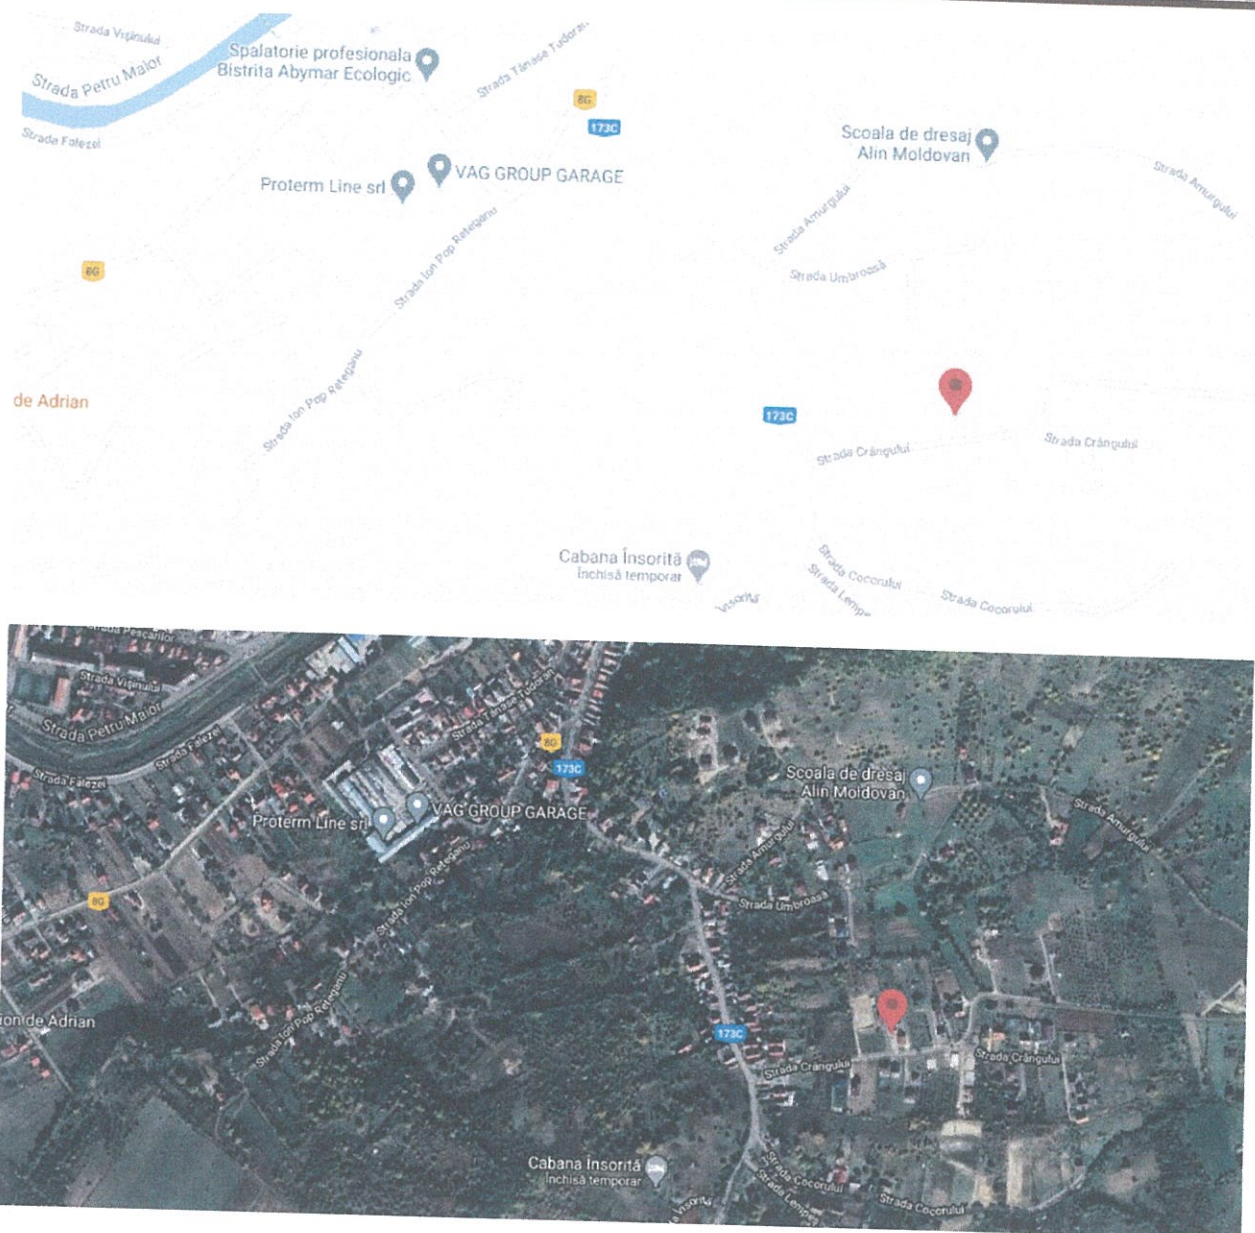 Strada Vișinului
Strada Petru Maior
Strada Falezei
Spalatorie profesionala
Bistrita Abymar Ecologic
Strada Tănase Tudoran
8G
173C
Proterm Line srl
VAG GROUP GARAGE
Strada Ion Pop Reteganu
8G
Strada Ion Pop Reteganu
de Adrian
Scoala de dresaj
Alin Moldovan
Strada Amurgului
Strada Amurgului
Strada Umbroasă
173C
Strada Crângului
Strada Crângului
Cabana Însorită
Închisă temporar
Însorită
Strada Cocorului
Strada Lempe
Strada Cocorului
Strada Pescarilor
Strada Vișinului
Strada Petru Maior
Strada Falezei
Strada Falezei
Strada Tănase Tudoran
8G
173C
Proterm Line srl
VAG GROUP GARAGE
Strada Ion Pop Reteganu
8G
Strada Ion Pop Reteganu
ion de Adrian
Scoala de dresaj
Alin Moldovan
Strada Amurgului
Strada Amurgului
Strada Umbroasă
173C
Strada Crângului
Strada Crângului
Cabana Însorită
Închisă temporar
a Însorită
Strada Cocorului
Strada Lempeș
Strada Cocorului